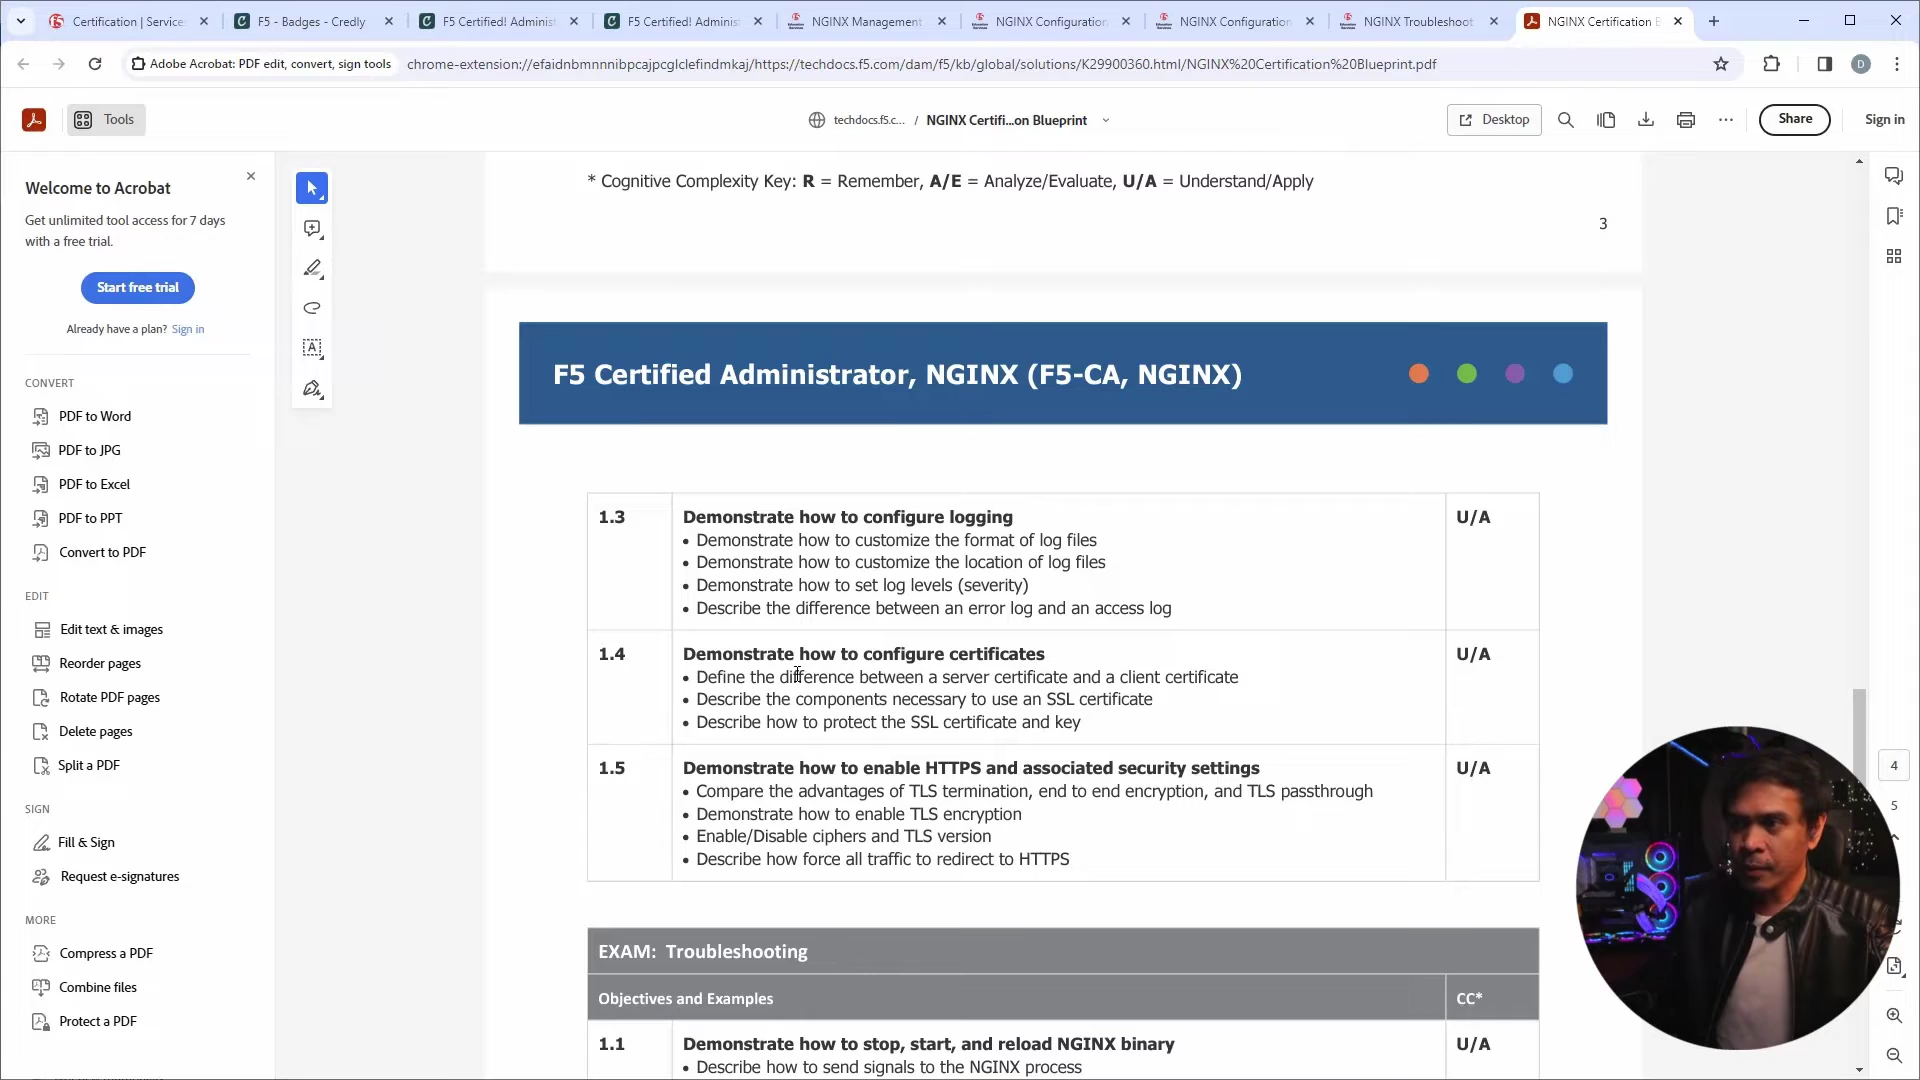 Certification | Service
F5 - Badges - Credly
F5 Certified! Adminis
F5 Certified! Adminis
NGINX Management
NGINX Configuration
NGINX Configuration
NGINX Troubleshoot
NGINX Certification B
Adobe Acrobat: PDF edit, convert, sign tools
chrome-extension://efaidnbmnnnibpcajpcglclefindmkaj/https://techdocs.f5.com/dam/f5/kb/global/solutions/K29900360.html/NGINX%20Certification%20Blueprint.pdf
D
Tools
techdocs.f5.c... / NGINX Certifi...on Blueprint
Desktop
Share
Sign in
Welcome to Acrobat
Get unlimited tool access for 7 days
with a free trial.
Start free trial
Already have a plan? Sign in
CONVERT
PDF to Word
PDF to JPG
PDF to Excel
PDF to PPT
Convert to PDF
EDIT
Edit text & images
Reorder pages
Rotate PDF pages
Delete pages
Split a PDF
SIGN
Fill & Sign
Request e-signatures
MORE
Compress a PDF
Combine files
Protect a PDF
* Cognitive Complexity Key: R = Remember, A/E = Analyze/Evaluate, U/A = Understand/Apply
3
F5 Certified Administrator, NGINX (F5-CA, NGINX)
1.3 Demonstrate how to configure logging U/A
• Demonstrate how to customize the format of log files
• Demonstrate how to customize the location of log files
• Demonstrate how to set log levels (severity)
• Describe the difference between an error log and an access log
1.4 Demonstrate how to configure certificates U/A
• Define the difference between a server certificate and a client certificate
• Describe the components necessary to use an SSL certificate
• Describe how to protect the SSL certificate and key
1.5 Demonstrate how to enable HTTPS and associated security settings U/A
• Compare the advantages of TLS termination, end to end encryption, and TLS passthrough
• Demonstrate how to enable TLS encryption
• Enable/Disable ciphers and TLS version
• Describe how force all traffic to redirect to HTTPS
EXAM: Troubleshooting
Objectives and Examples CC*
1.1 Demonstrate how to stop, start, and reload NGINX binary U/A
• Describe how to send signals to the NGINX process
4
5